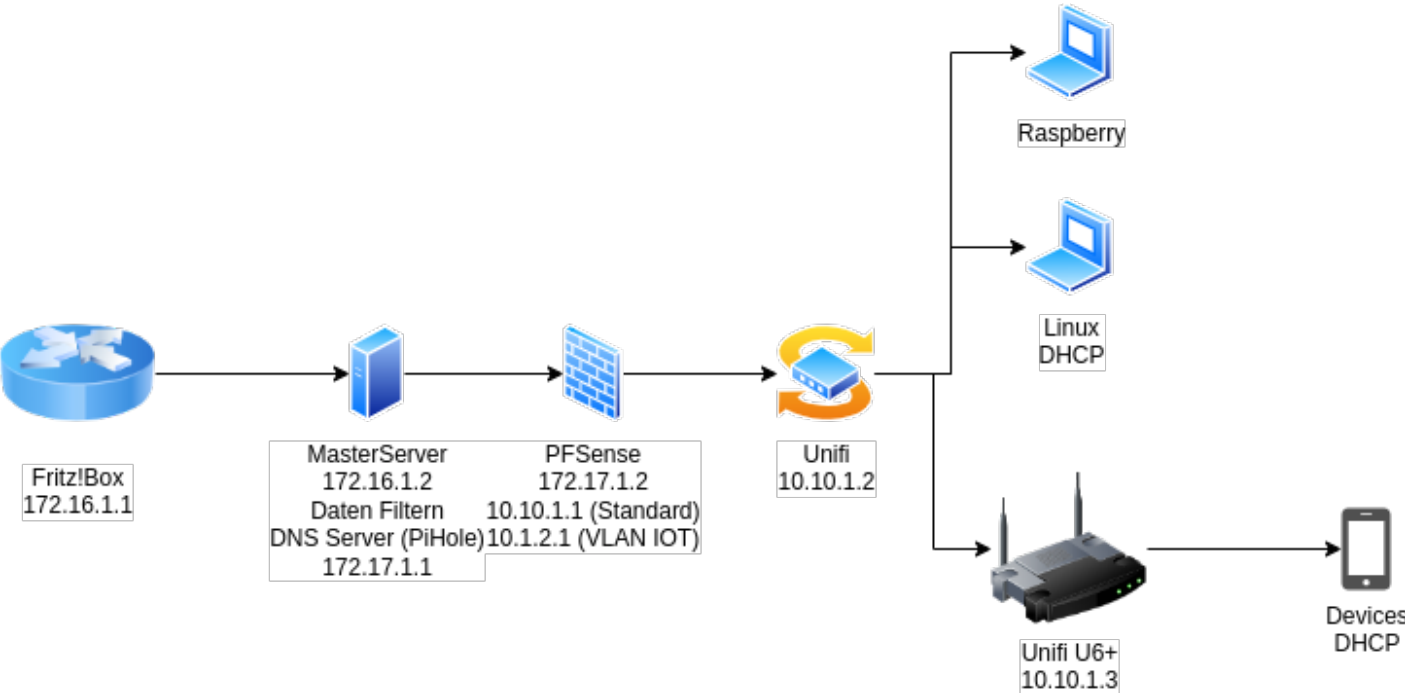 Raspberry
Linux
DHCP
Fritz!Box
172.16.1.1
MasterServer
172.16.1.2
Daten Filtern
DNS Server (PiHole)
172.17.1.1
PFSense
172.17.1.2
10.10.1.1 (Standard)
10.1.2.1 (VLAN IOT)
Unifi
10.10.1.2
Unifi U6+
10.10.1.3
Devices
DHCP